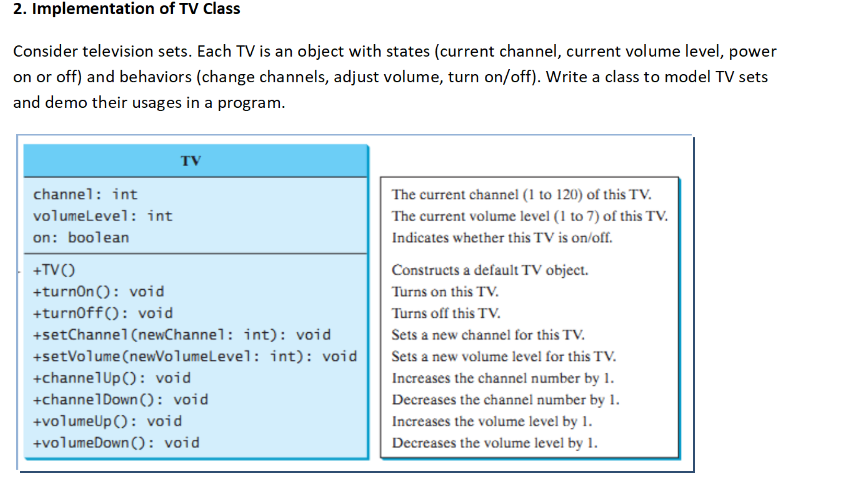 2. Implementation of TV Class
Consider television sets. Each TV is an object with states (current channel, current volume level, power
on or off) and behaviors (change channels, adjust volume, turn on/off). Write a class to model TV sets
and demo their usages in a program.
TV
channel: int
volumeLevel: int
on: boolean
The current channel (1 to 120) of this TV.
The current volume level (1 to 7) of this TV.
Indicates whether this TV is on/off.
+TV()
+turnOn(): void
+turnOff(): void
+setChannel(newChannel: int): void
+setVolume(newVolumeLevel: int): void
+channelUp(): void
+channelDown(): void
+volumeUp(): void
+volumeDown(): void
Constructs a default TV object.
Turns on this TV.
Turns off this TV.
Sets a new channel for this TV.
Sets a new volume level for this TV.
Increases the channel number by 1.
Decreases the channel number by 1.
Increases the volume level by 1.
Decreases the volume level by 1.